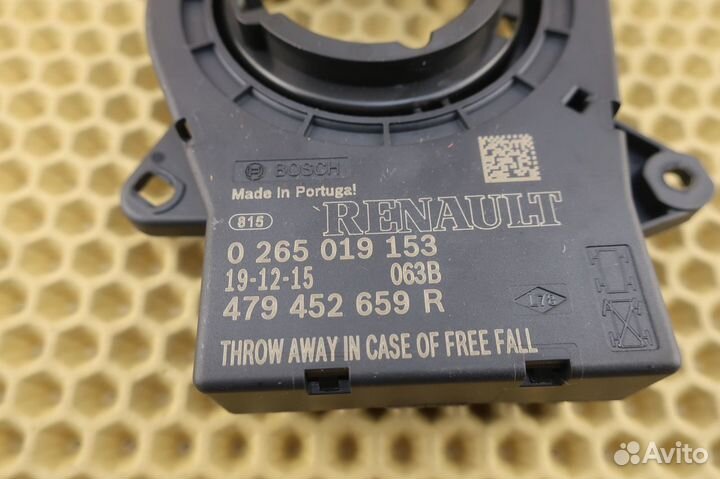 BOSCH
Made in Portugal
815
RENAULT
0 265 019 153
19-12-15 063B
479 452 659 R
L78
THROW AWAY IN CASE OF FREE FALL
Avito